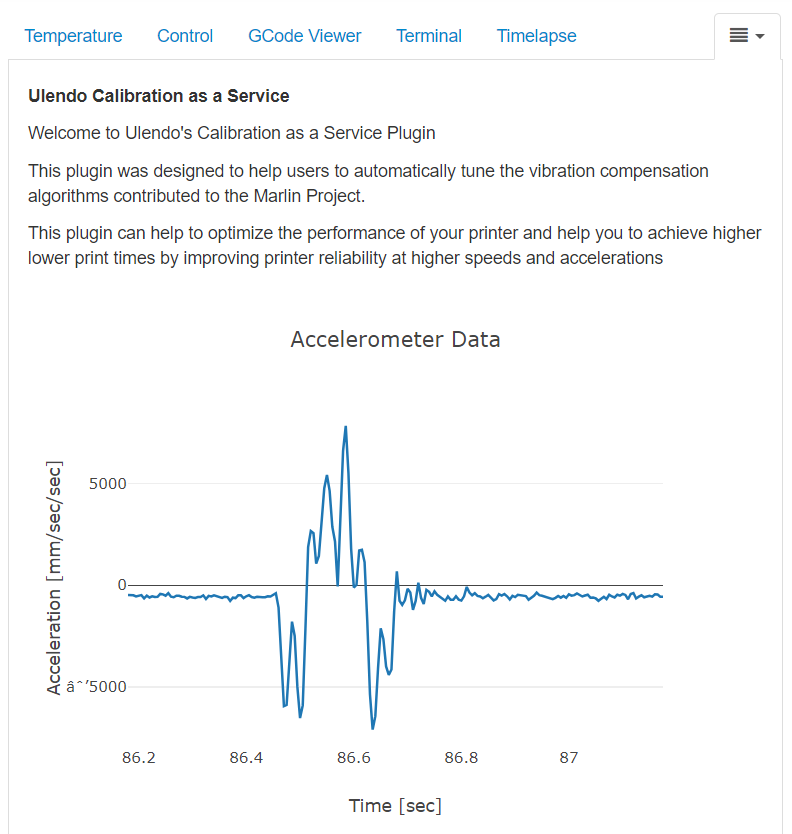 Temperature Control GCode Viewer Terminal Timelapse
Ulendo Calibration as a Service
Welcome to Ulendo's Calibration as a Service Plugin
This plugin was designed to help users to automatically tune the vibration compensation
algorithms contributed to the Marlin Project.
This plugin can help to optimize the performance of your printer and help you to achieve higher
lower print times by improving printer reliability at higher speeds and accelerations
Accelerometer Data
Acceleration [mm/sec/sec]
5000
0
âˆ’5000
86.2 86.4 86.6 86.8 87
Time [sec]